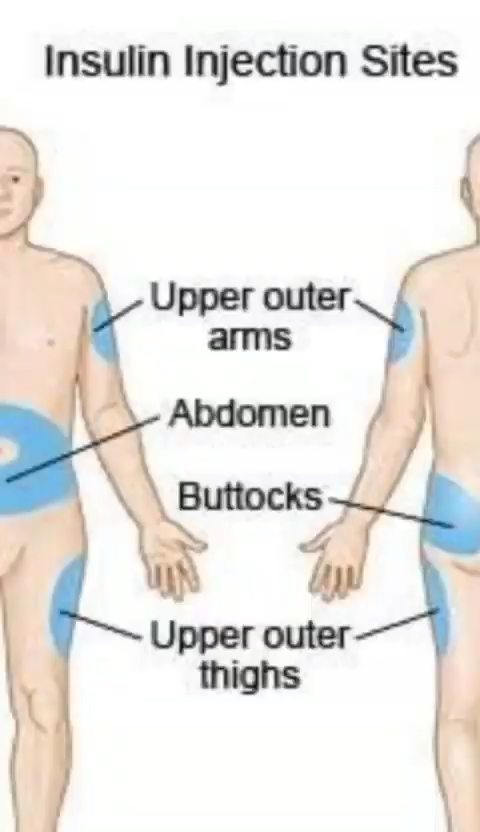 Insulin Injection Sites
Upper outer
arms
Abdomen
Buttocks
Upper outer
thighs